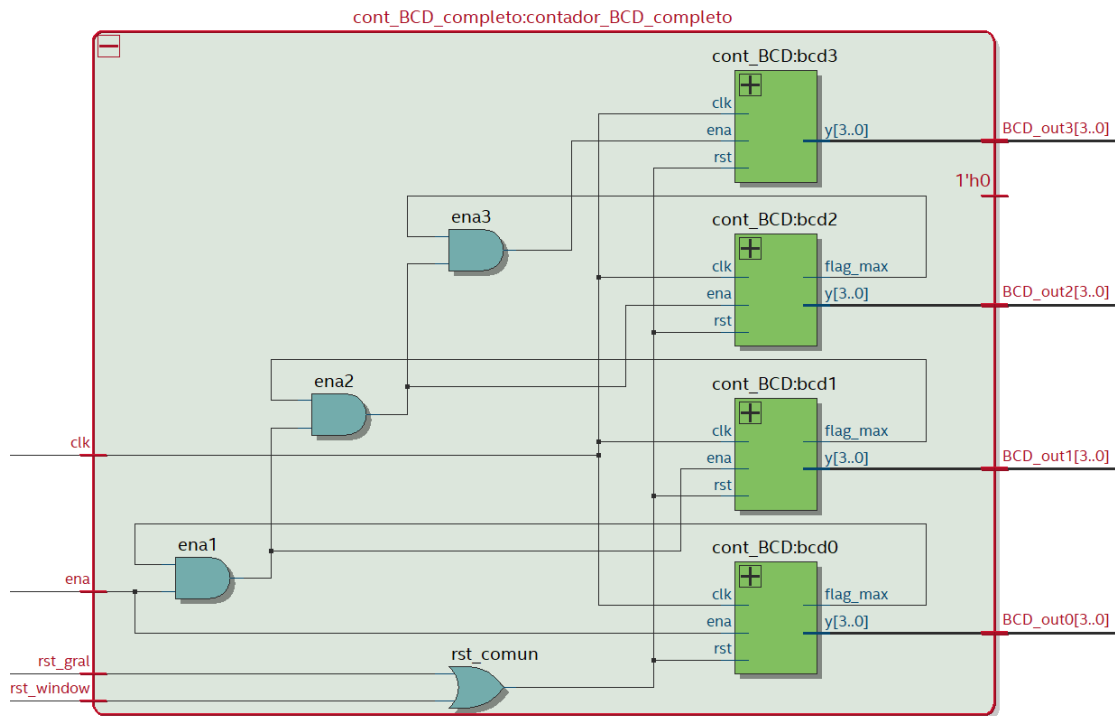 cont_BCD_completo:contador_BCD_completo
cont_BCD:bcd3
clk
ena
rst
y[3..0]
BCD_out3[3..0]
1'h0
ena3
cont_BCD:bcd2
clk
ena
rst
flag_max
y[3..0]
BCD_out2[3..0]
ena2
cont_BCD:bcd1
clk
ena
rst
flag_max
y[3..0]
BCD_out1[3..0]
clk
ena1
cont_BCD:bcd0
clk
ena
rst
flag_max
y[3..0]
BCD_out0[3..0]
ena
rst_comun
rst_gral
rst_window